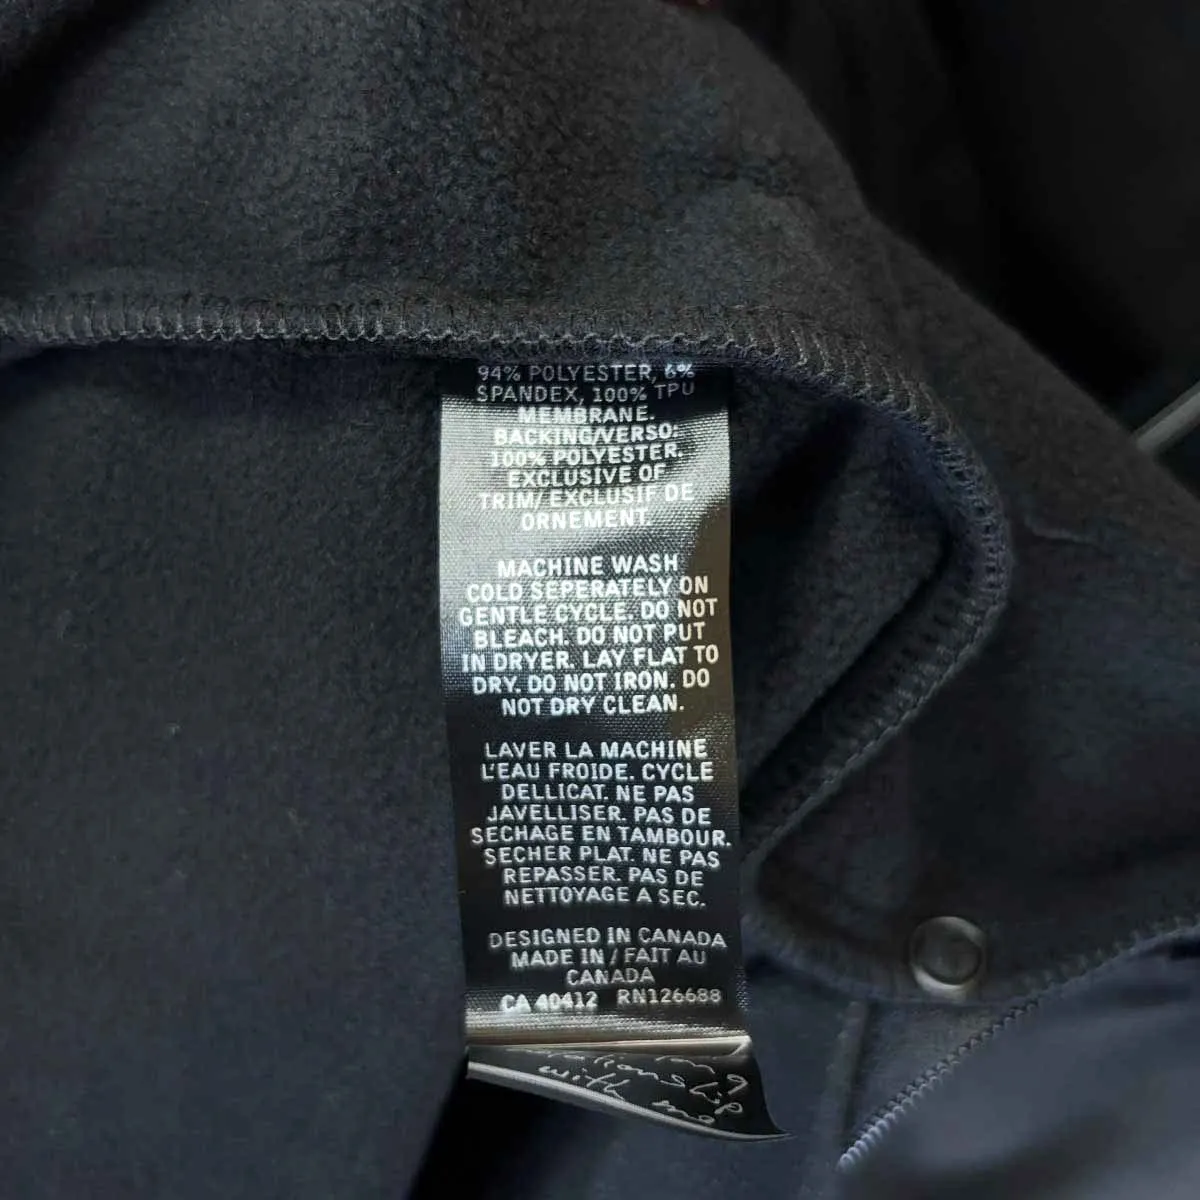 94% POLYESTER, 6%
SPANDEX, 100% TPU
MEMBRANE.
BACKING/VERSO:
100% POLYESTER.
EXCLUSIVE OF
TRIM/EXCLUSIF DE
ORNEMENT.
MACHINE WASH
COLD SEPERATELY ON
GENTLE CYCLE. DO NOT
BLEACH. DO NOT PUT
IN DRYER. LAY FLAT TO
DRY. DO NOT IRON. DO
NOT DRY CLEAN.
LAVER LA MACHINE
L'EAU FROIDE. CYCLE
DELLICAT. NE PAS
JAVELLISER. PAS DE
SECHAGE EN TAMBOUR.
SECHER PLAT. NE PAS
REPASSER. PAS DE
NETTOYAGE A SEC.
DESIGNED IN CANADA
MADE IN / FAIT AU
CANADA
CA 40412 RN126688
with me